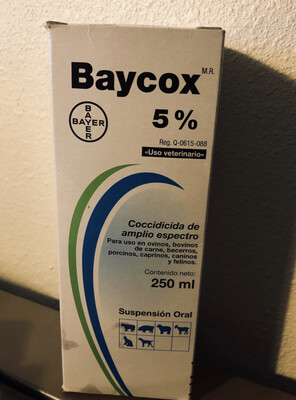 Baycox M.R.
BAYER
BAYER
5%
Reg. Q-0615-088
«Uso veterinario»
Coccidicida de
amplio espectro
Para uso en ovinos, bovinos
de carne, becerros,
porcinos, caprinos, caninos
y felinos.
Contenido neto:
250 ml
Suspensión Oral